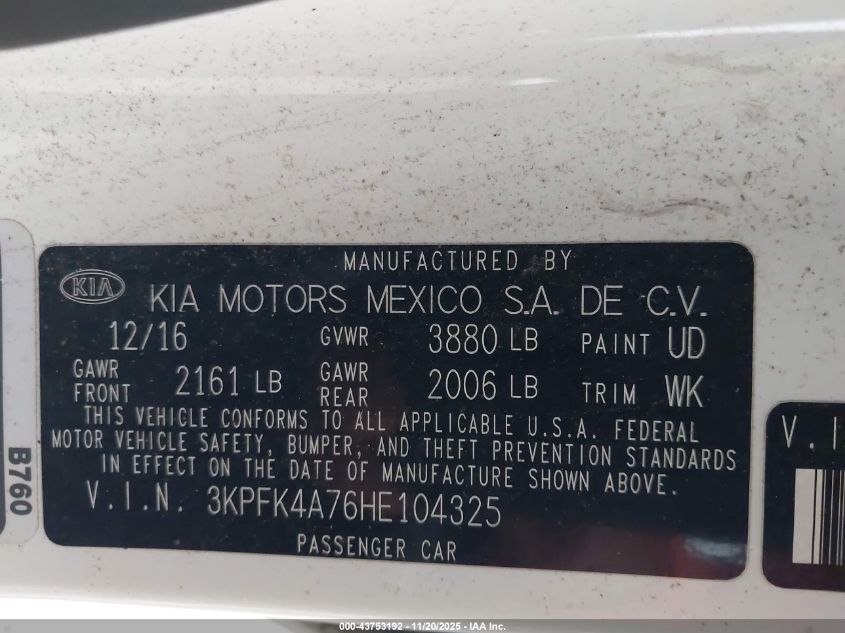 MANUFACTURED BY
KIA KIA MOTORS MEXICO S.A. DE C.V.
12/16 GVWR 3880 LB PAINT UD
GAWR FRONT 2161 LB GAWR REAR 2006 LB TRIM WK
THIS VEHICLE CONFORMS TO ALL APPLICABLE U.S.A. FEDERAL
MOTOR VEHICLE SAFETY, BUMPER, AND THEFT PREVENTION STANDARDS
IN EFFECT ON THE DATE OF MANUFACTURE SHOWN ABOVE.
V.I.N. 3KPFK4A76HE104325
PASSENGER CAR
B760
V.I
000-43753192 - 11/20/2025 - IAA Inc.